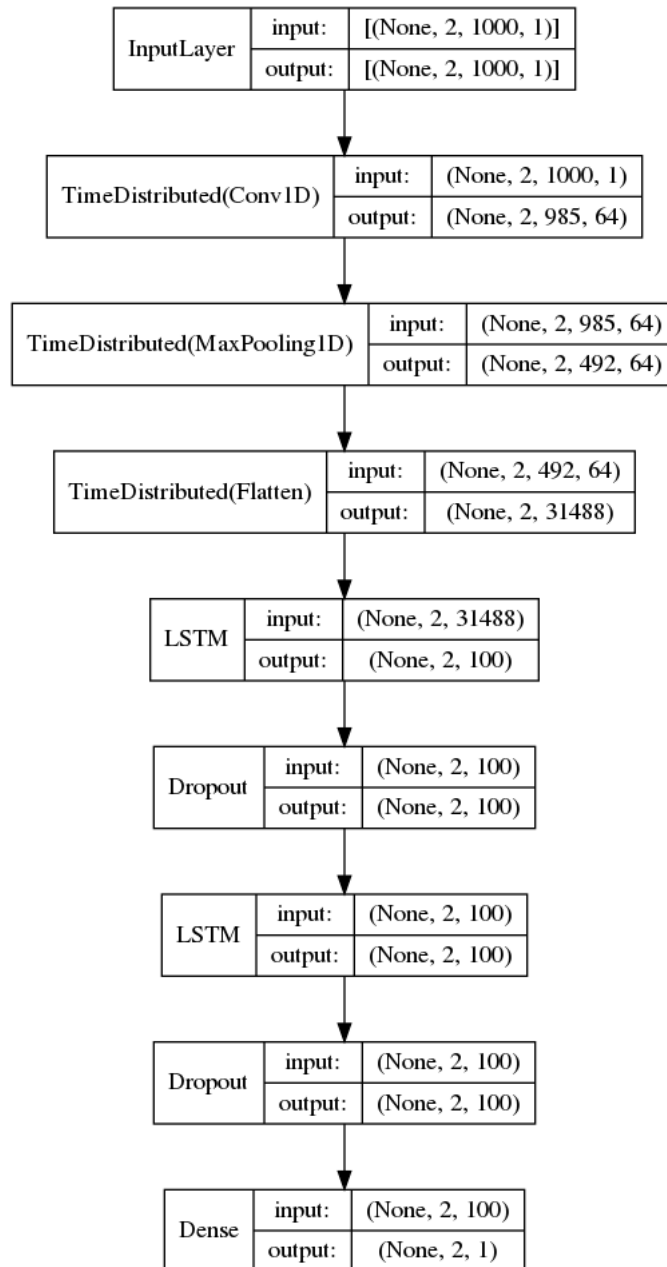 InputLayer
input: [(None, 2, 1000, 1)]
output: [(None, 2, 1000, 1)]
TimeDistributed(Conv1D)
input: (None, 2, 1000, 1)
output: (None, 2, 985, 64)
TimeDistributed(MaxPooling1D)
input: (None, 2, 985, 64)
output: (None, 2, 492, 64)
TimeDistributed(Flatten)
input: (None, 2, 492, 64)
output: (None, 2, 31488)
LSTM
input: (None, 2, 31488)
output: (None, 2, 100)
Dropout
input: (None, 2, 100)
output: (None, 2, 100)
LSTM
input: (None, 2, 100)
output: (None, 2, 100)
Dropout
input: (None, 2, 100)
output: (None, 2, 100)
Dense
input: (None, 2, 100)
output: (None, 2, 1)